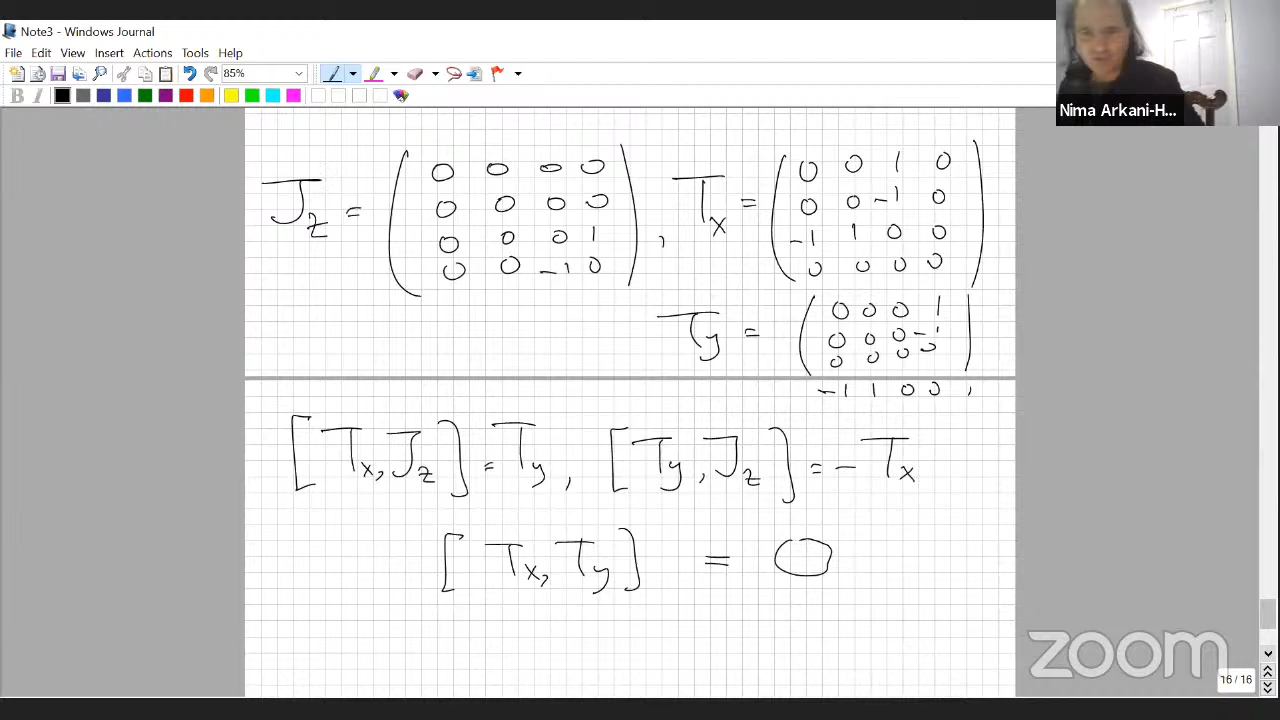 Note3 - Windows Journal
File Edit View Insert Actions Tools Help
85%
B I
Nima Arkani-H...
J_z = ( 0 0 0 0
0 0 0 0
0 0 0 1
0 0 -1 0 ) , T_x = ( 0 0 1 0
0 0 -1 0
-1 1 0 0
0 0 0 0 )
T_y = ( 0 0 0 1
0 0 0 -1
0 0 0 0
-1 1 0 0 )
[T_x, J_z] = T_y , [T_y, J_z] = - T_x
[T_x, T_y] = 0
zoom
16 / 16